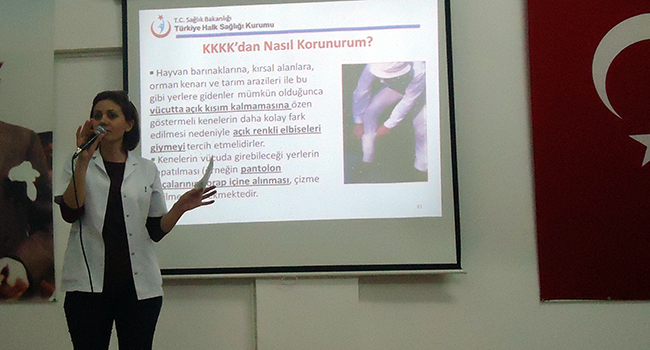 T.C. Sağlık Bakanlığı
Türkiye Halk Sağlığı Kurumu
KKKK'dan Nasıl Korunurum?
▪ Hayvan barınaklarına, kırsal alanlara,
orman kenarı ve tarım arazileri ile bu
gibi yerlere gidenler mümkün olduğunca
vücutta açık kısım kalmamasına özen
göstermeli kenelerin daha kolay fark
edilmesi nedeniyle açık renkli elbiseleri
giymeyi tercih etmelidirler.
▪ Kenelerin vücuda girebileceği yerlerin
pantolon
içine alınması, çizme